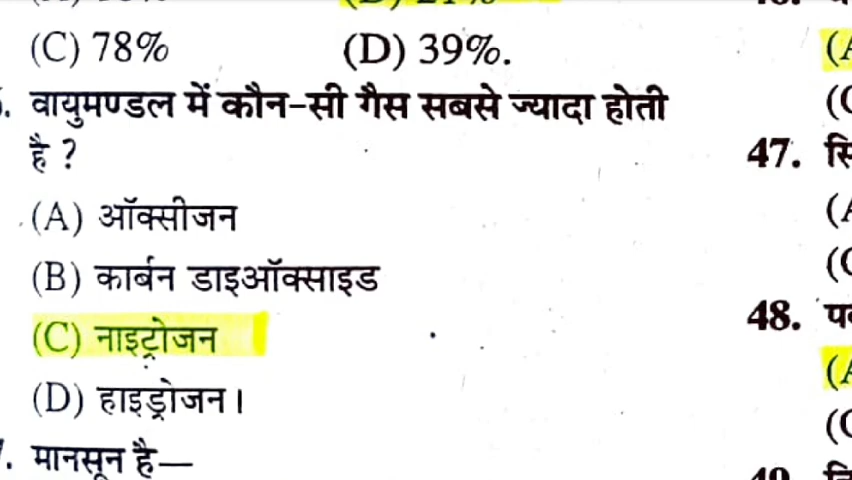 (C) 78% (D) 39%.
वायुमण्डल में कौन-सी गैस सबसे ज्यादा होती
है ?
(A) ऑक्सीजन
(B) कार्बन डाइऑक्साइड
(C) नाइट्रोजन
(D) हाइड्रोजन।
मानसून है—
47.
48.